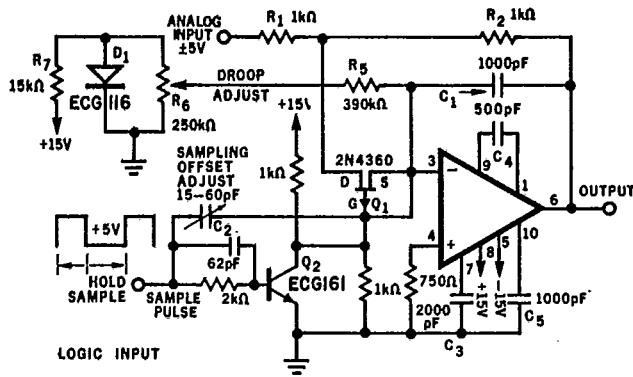 ANALOG
INPUT
±5V
R1 1kΩ
R2 1kΩ
R7
15kΩ
+15V
D1
ECG 116
R6
250kΩ
DROOP
ADJUST
R5
390kΩ
1000pF
C1
500pF
C4
+15V
1kΩ
SAMPLING
OFFSET
ADJUST
15-60pF
C2
2N4360
D S
G Q1
3
−
9
1
6
OUTPUT
4
+
10
5
8
7
+5V
HOLD
SAMPLE
SAMPLE
PULSE
62pF
2kΩ
Q2
ECG161
1kΩ
750Ω
2000
pF
C3
+15V
-15V
1000pF
C5
LOGIC INPUT